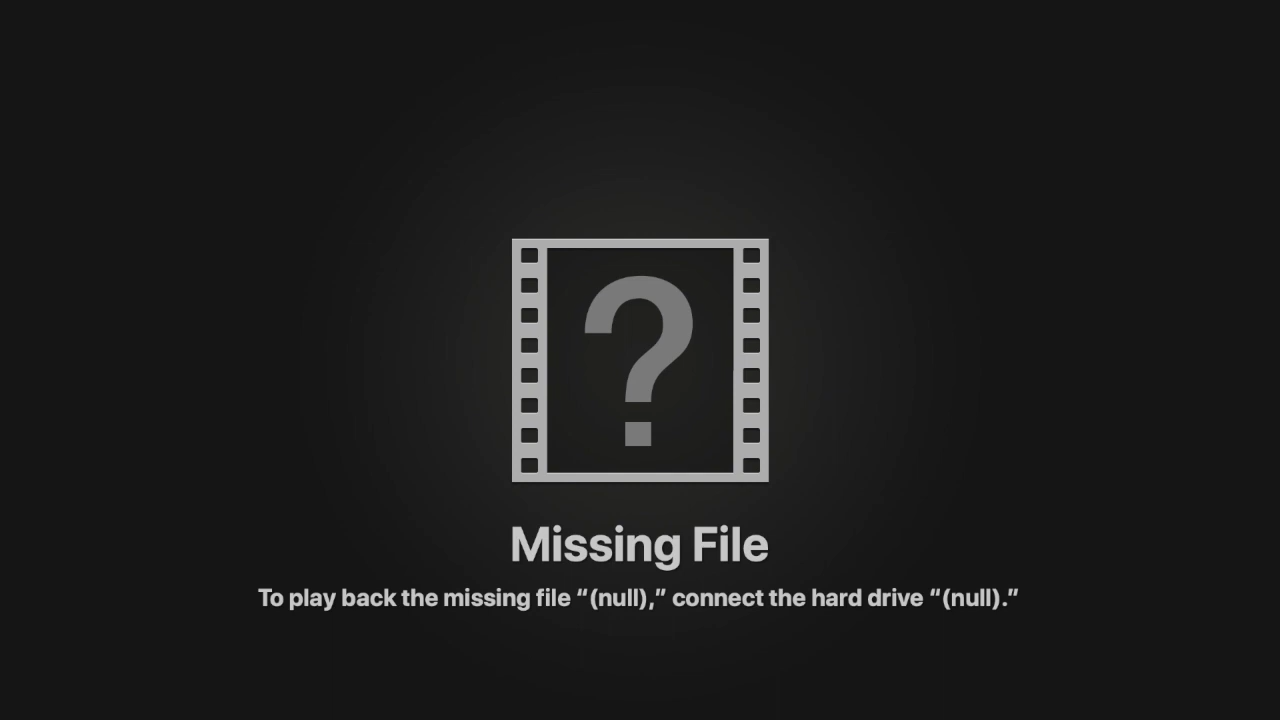 ?
Missing File
To play back the missing file “(null),” connect the hard drive “(null).”